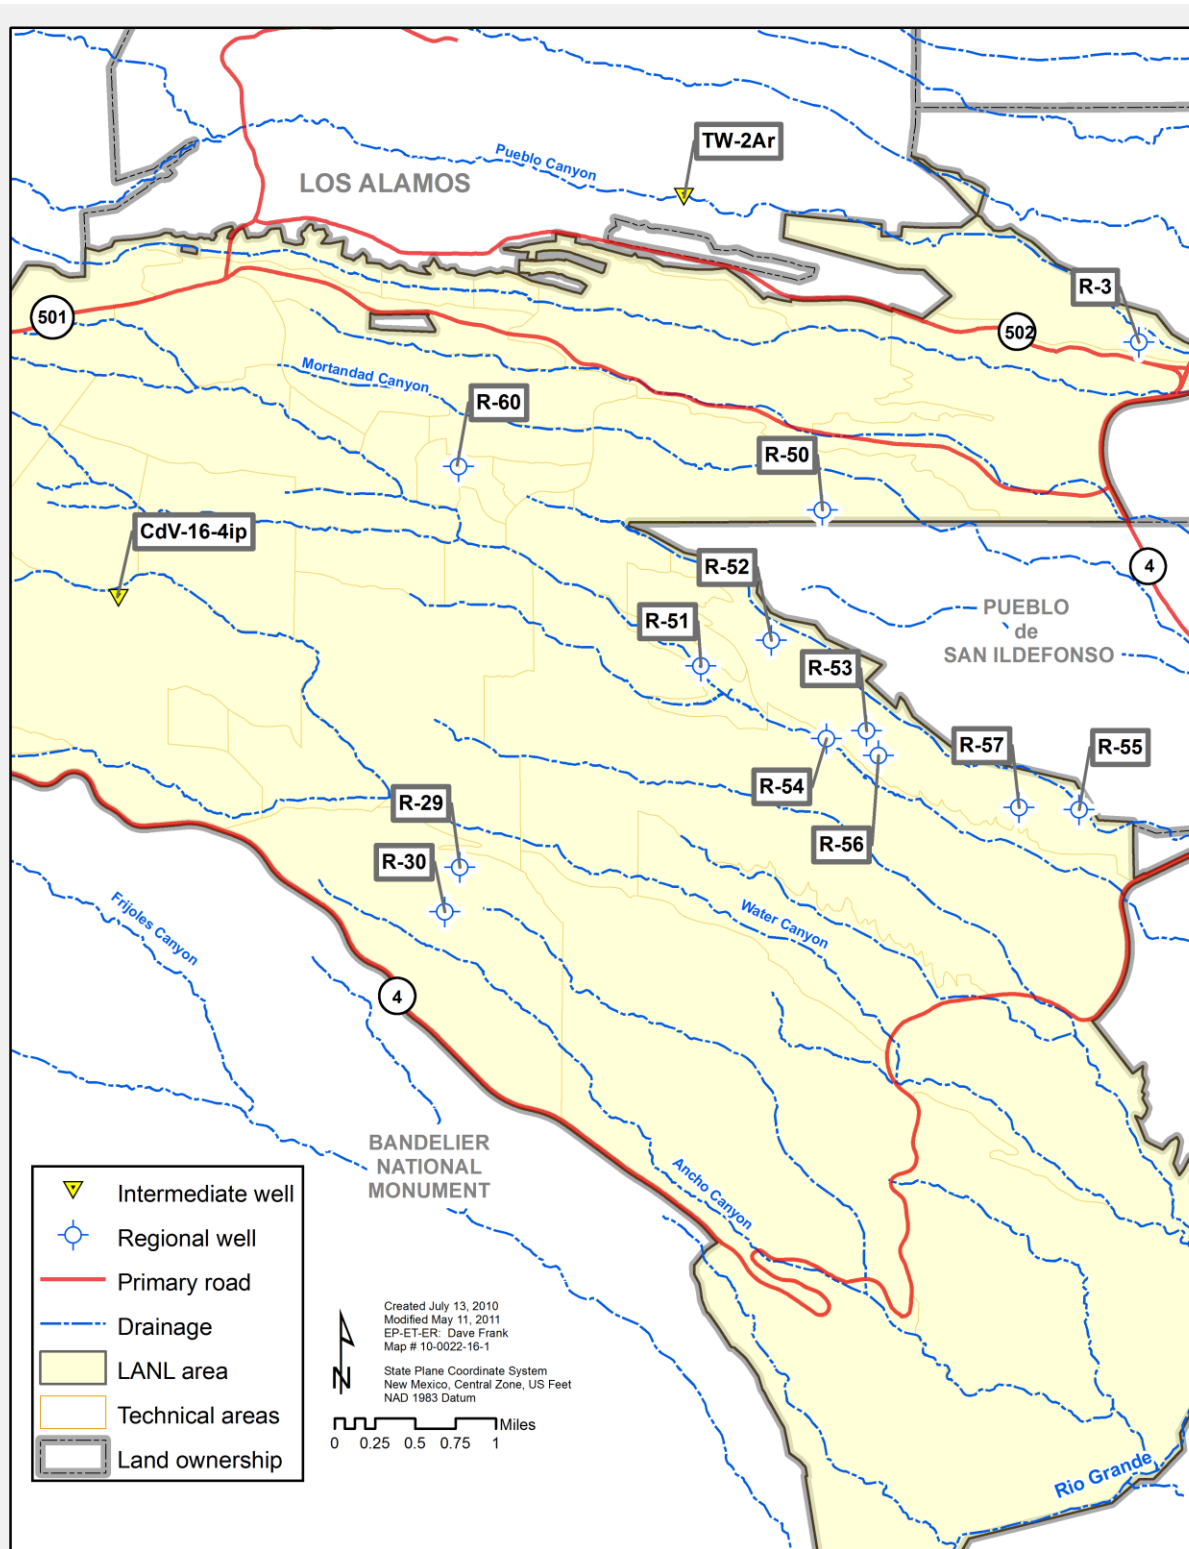 TW-2Ar
Pueblo Canyon
LOS ALAMOS
R-3
501
502
Mortandad Canyon
R-60
R-50
CdV-16-4ip
R-52
4
R-51
PUEBLO
de
SAN ILDEFONSO
R-53
R-57
R-55
R-54
R-29
R-56
R-30
Frijoles Canyon
Water Canyon
4
BANDELIER
NATIONAL
MONUMENT
Ancho Canyon
Intermediate well
Regional well
Primary road
Drainage
LANL area
Technical areas
Land ownership
Created July 13, 2010
Modified May 11, 2011
EP-ET-ER: Dave Frank
Map # 10-0022-16-1
State Plane Coordinate System
New Mexico, Central Zone, US Feet
NAD 1983 Datum
N
Miles
0 0.25 0.5 0.75 1
Rio Grande